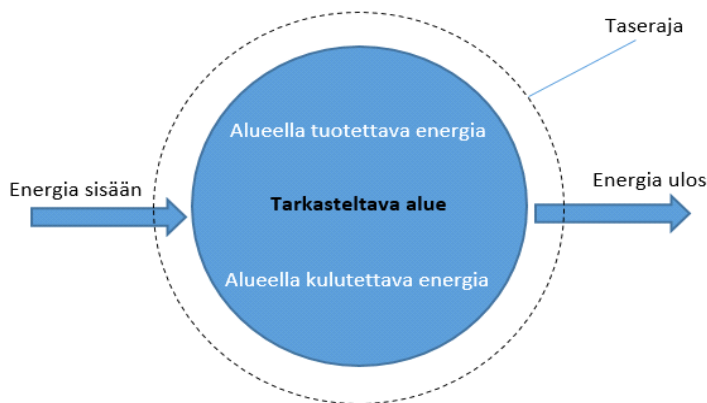 Taseraja
Alueella tuotettava energia
Energia sisään
Tarkasteltava alue
Energia ulos
Alueella kulutettava energia